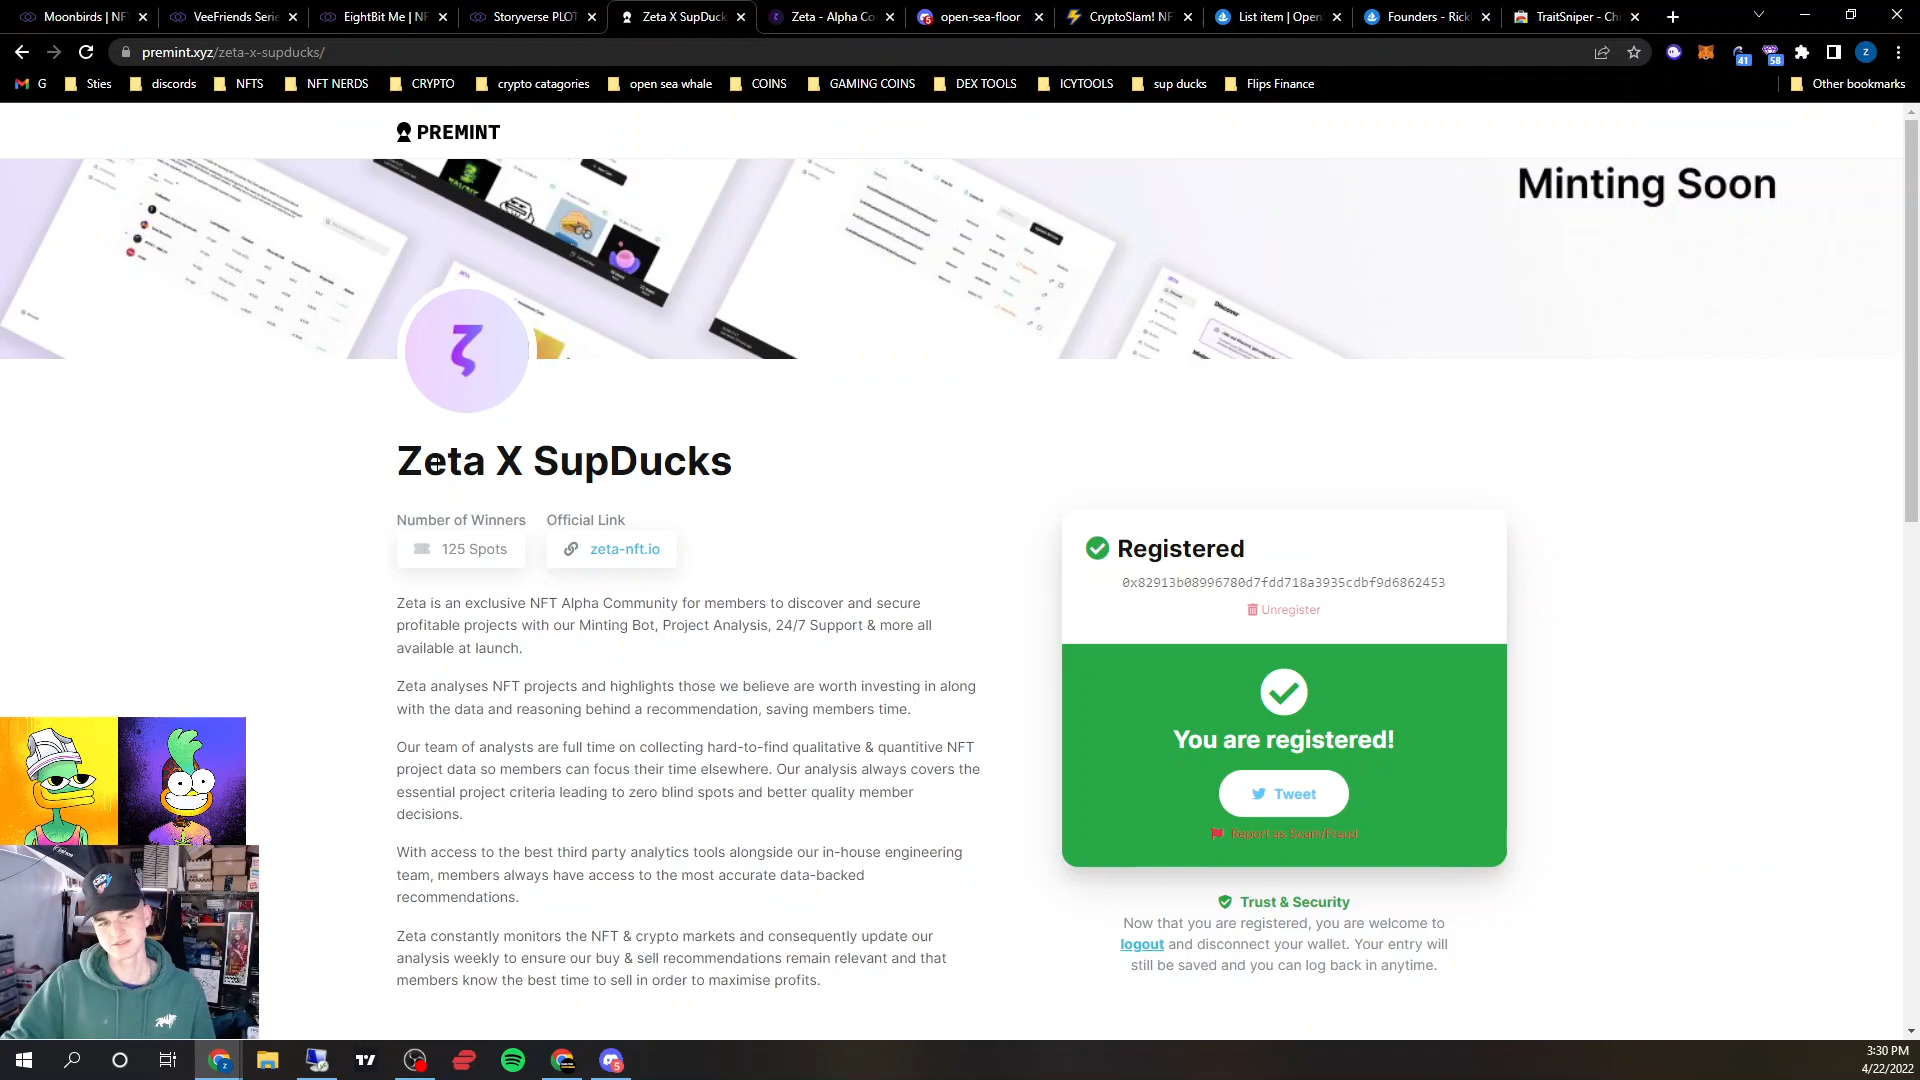 Moonbirds | NF
VeeFriends Serie
EightBit Me | NF
Storyverse PLOT
Zeta X SupDuck
Zeta - Alpha Co
open-sea-floor
CryptoSlam! NF
List item | Open
Founders - Rick
TraitSniper - Ch
premint.xyz/zeta-x-supducks/
41
58
Z
G
Sties
discords
NFTS
NFT NERDS
CRYPTO
crypto catagories
open sea whale
COINS
GAMING COINS
DEX TOOLS
ICYTOOLS
sup ducks
Flips Finance
Other bookmarks
PREMINT
Minting Soon
Discover
Zeta X SupDucks
Number of Winners
Official Link
125 Spots
zeta-nft.io
Zeta is an exclusive NFT Alpha Community for members to discover and secure
profitable projects with our Minting Bot, Project Analysis, 24/7 Support & more all
available at launch.
Zeta analyses NFT projects and highlights those we believe are worth investing in along
with the data and reasoning behind a recommendation, saving members time.
Our team of analysts are full time on collecting hard-to-find qualitative & quantitive NFT
project data so members can focus their time elsewhere. Our analysis always covers the
essential project criteria leading to zero blind spots and better quality member
decisions.
With access to the best third party analytics tools alongside our in-house engineering
team, members always have access to the most accurate data-backed
recommendations.
Zeta constantly monitors the NFT & crypto markets and consequently update our
analysis weekly to ensure our buy & sell recommendations remain relevant and that
members know the best time to sell in order to maximise profits.
Registered
0x82913b08996780d7fdd718a3935cdbf9d6862453
Unregister
You are registered!
Tweet
Report as Scam/Fraud
Trust & Security
Now that you are registered, you are welcome to
logout and disconnect your wallet. Your entry will
still be saved and you can log back in anytime.
3:30 PM
4/22/2022